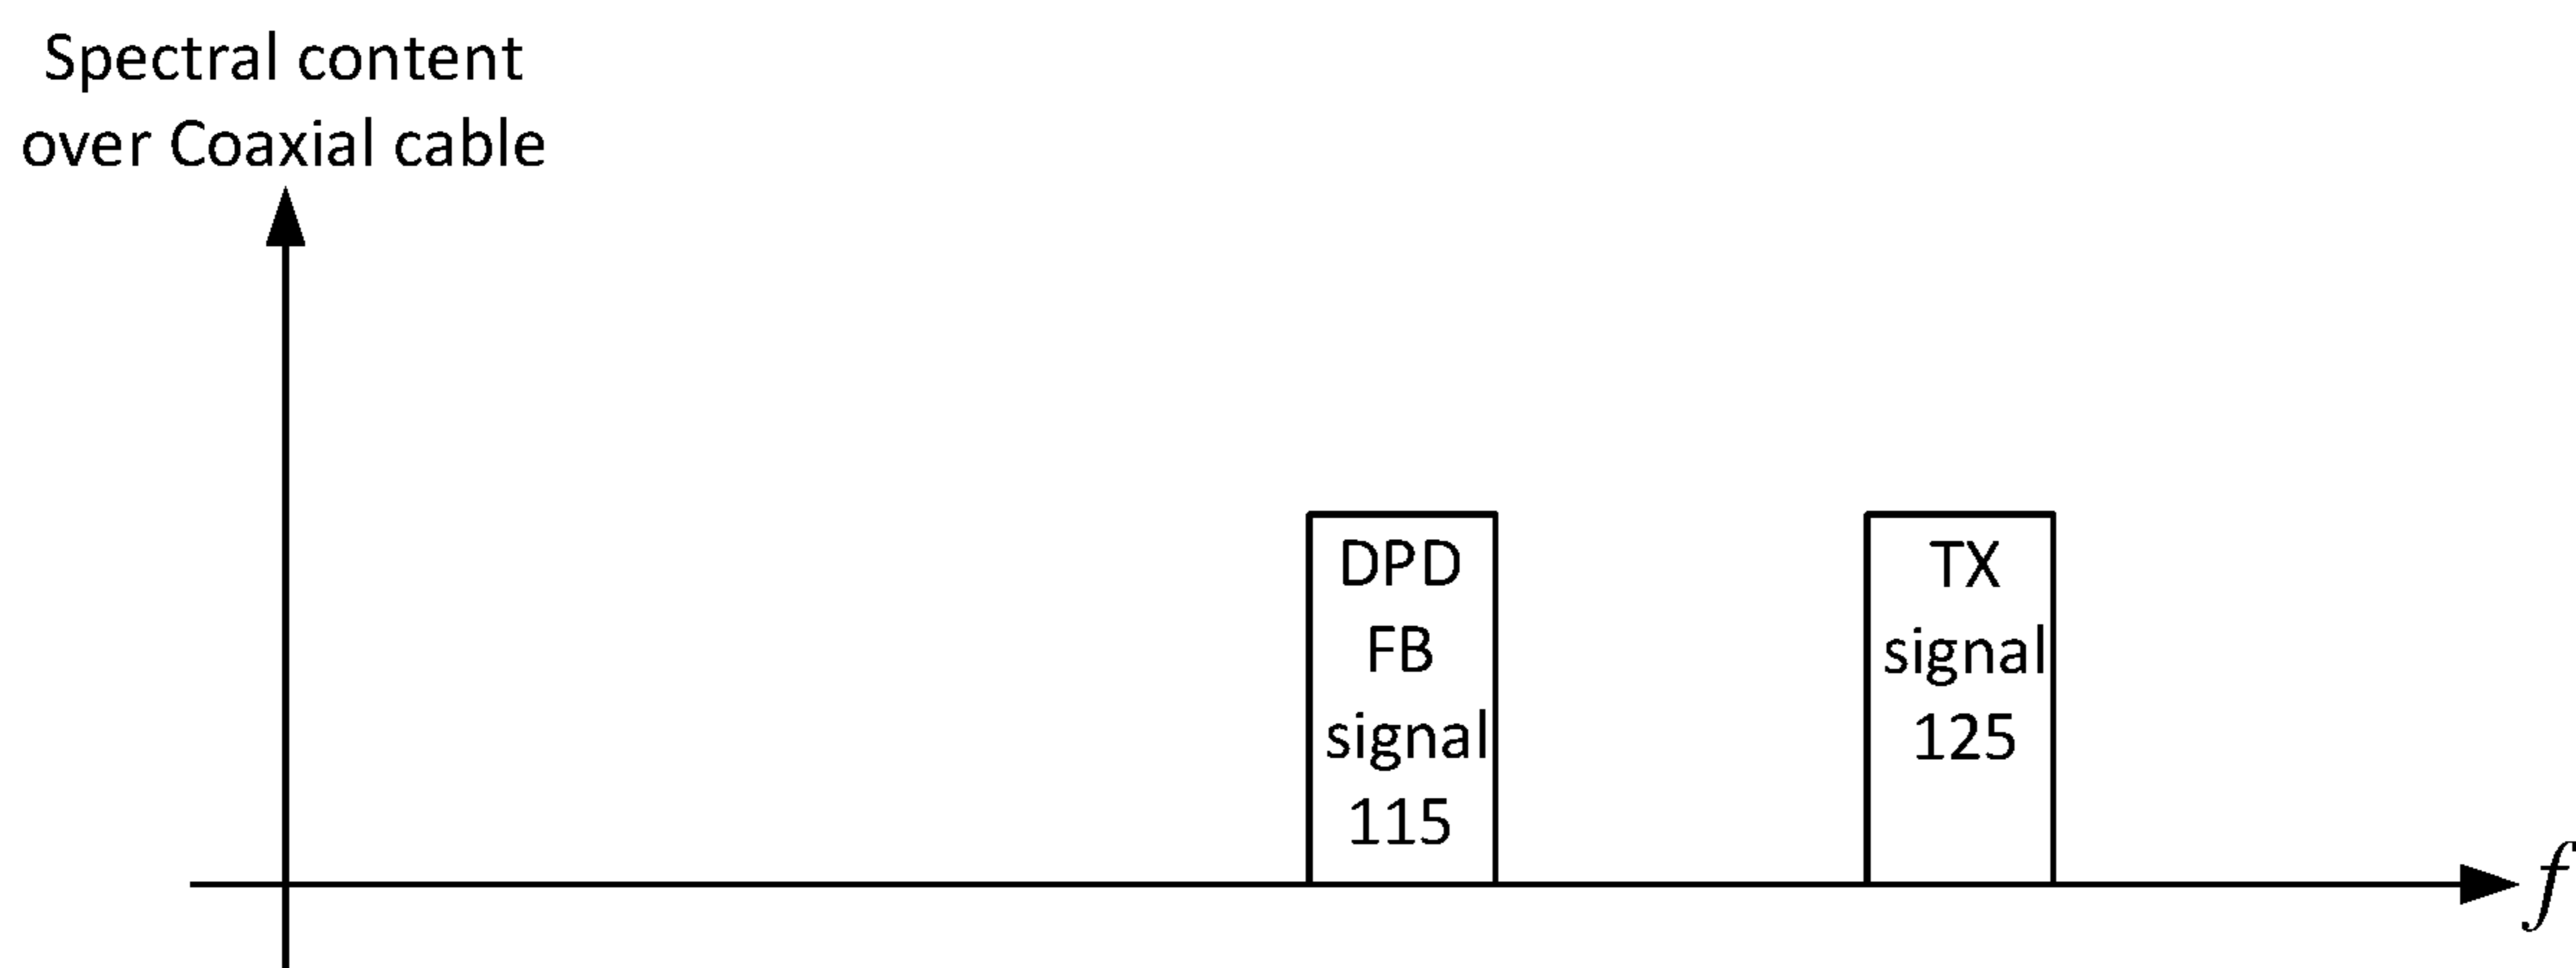 Spectral content
over Coaxial cable
DPD
FB
signal
115
TX
signal
125
f